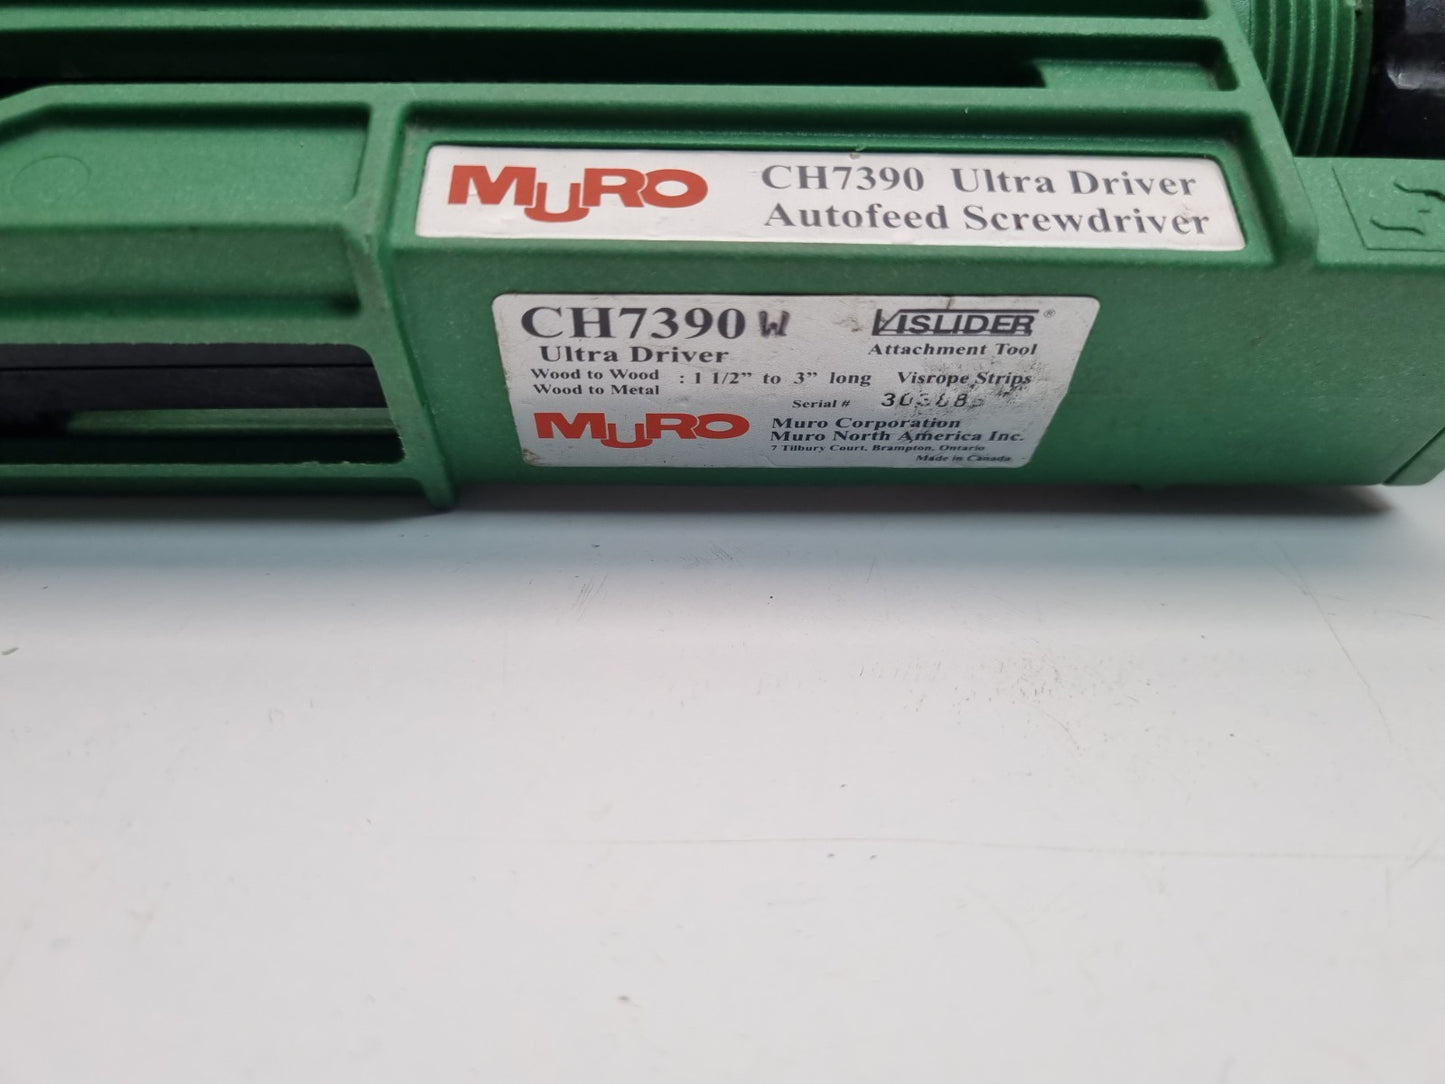 MURO
CH7390 Ultra Driver
Autofeed Screwdriver
CH7390 W
Ultra Driver
VISLIDER®
Attachment Tool
Wood to Wood
Wood to Metal
: 1 1/2” to 3” long Visrope Strips
Serial #
MURO
Muro Corporation
Muro North America Inc.
7 Tilbury Court, Brampton, Ontario
Made in Canada